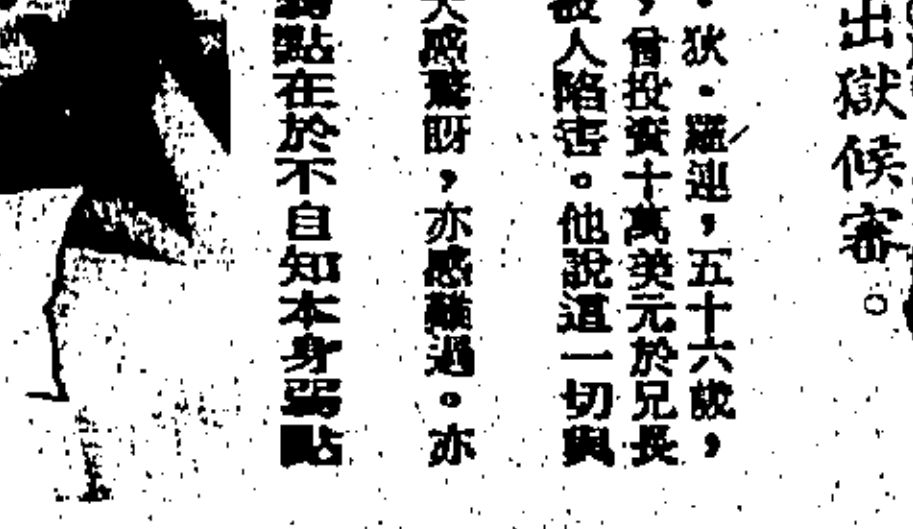 出獄候審。
・狄・羅連，五十六歲，
，曾投資十萬美元於兄長
被人陷害。他說這一切與
大感驚訝，亦感難過。亦
弱點在於不自知本身弱點